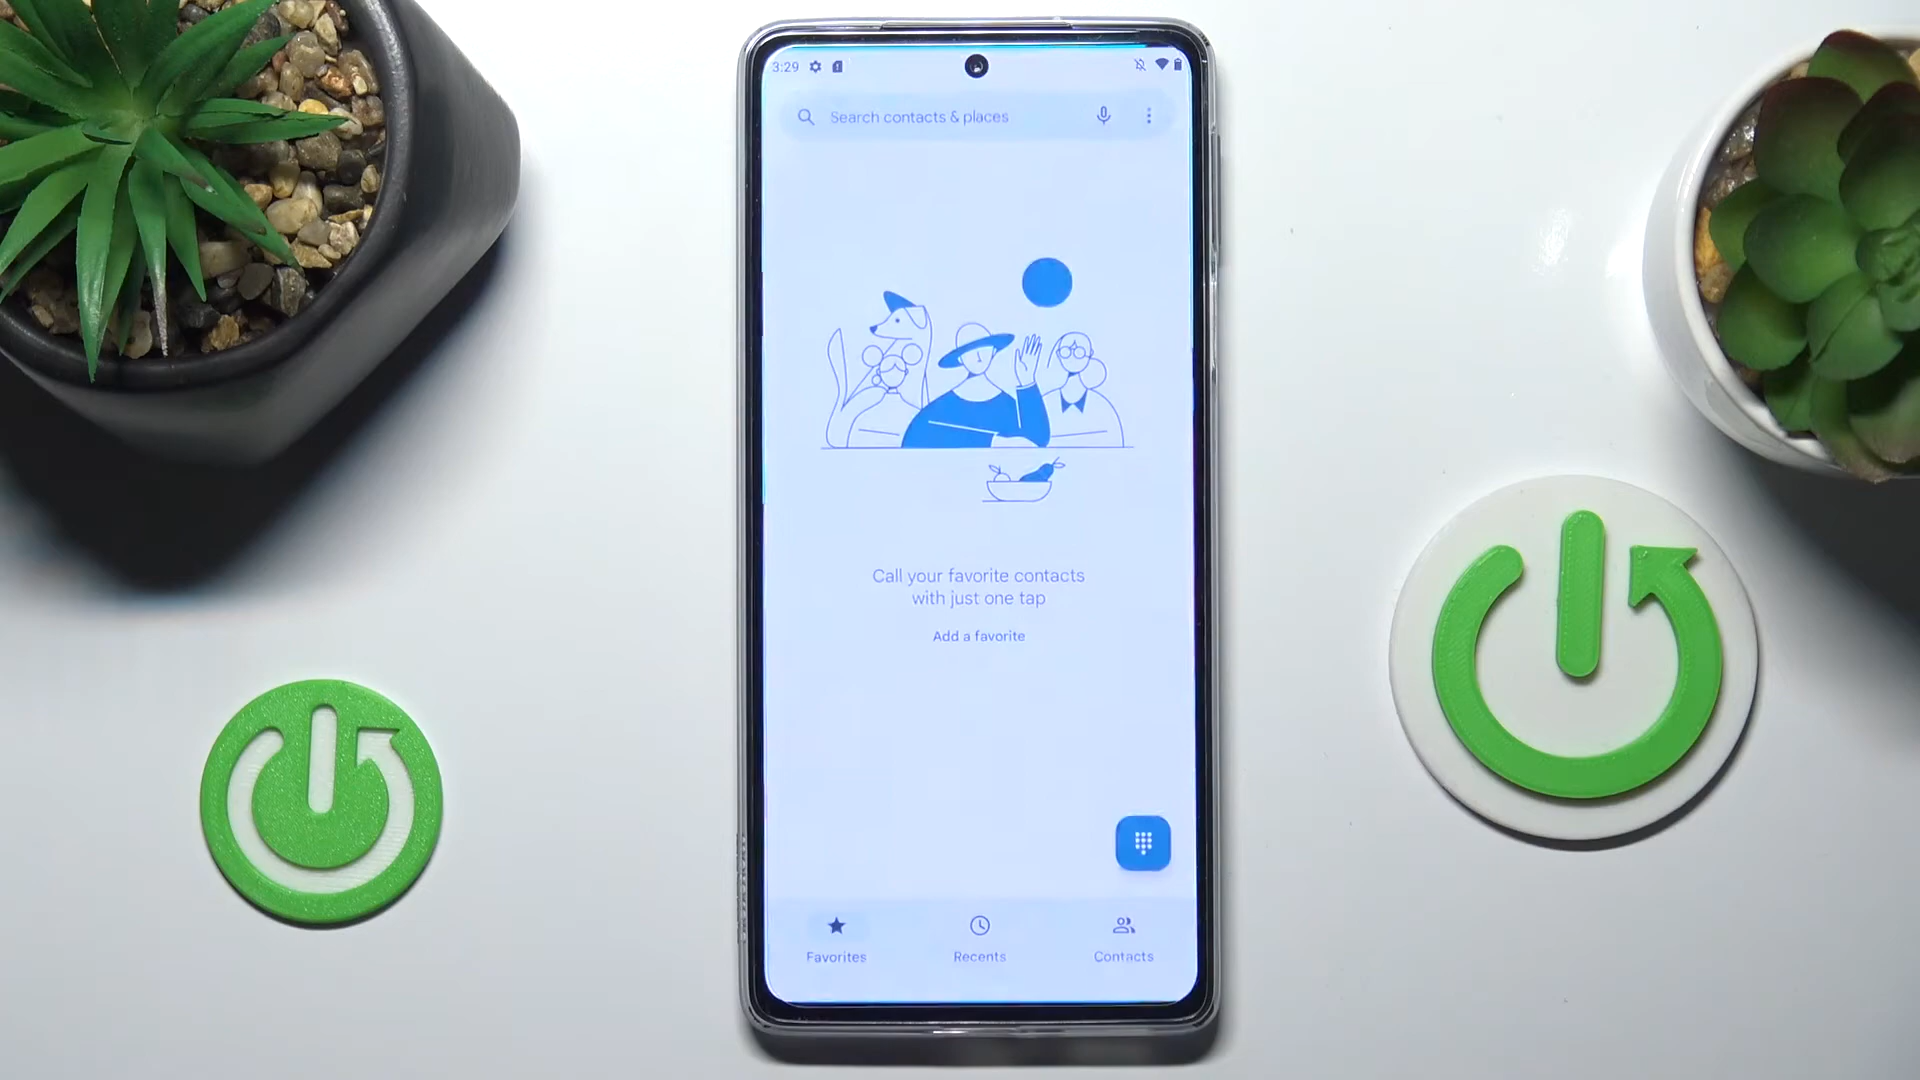 3:29
Search contacts & places
Call your favorite contacts
with just one tap
Add a favorite
Favorites
Recents
Contacts